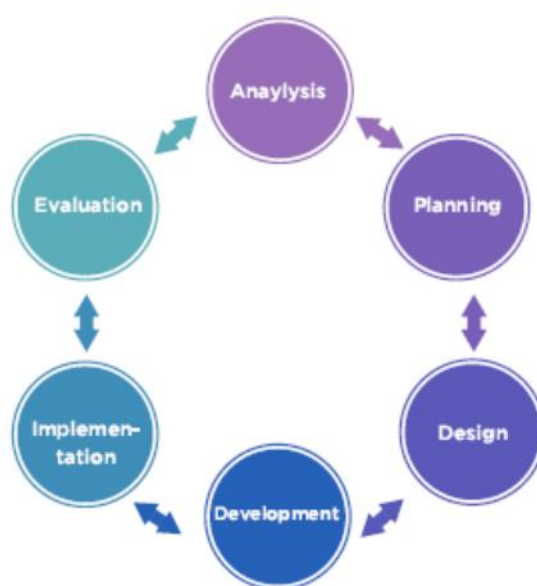 Anaylysis
Planning
Design
Development
Implemen-
tation
Evaluation